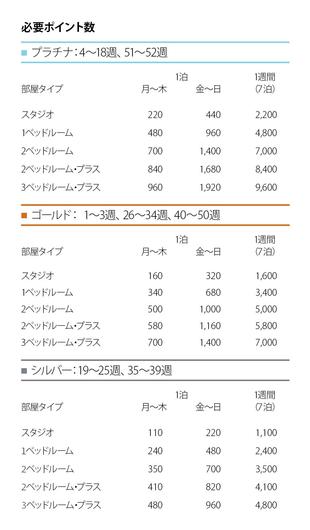 必要ポイント数
■ プラチナ：4〜18週、51〜52週
1泊 1週間
部屋タイプ 月〜木 金〜日 (7泊)
スタジオ 220 440 2,200
1ベッドルーム 480 960 4,800
2ベッドルーム 700 1,400 7,000
2ベッドルーム・プラス 840 1,680 8,400
3ベッドルーム・プラス 960 1,920 9,600
■ ゴールド： 1〜3週、26〜34週、40〜50週
1泊 1週間
部屋タイプ 月〜木 金〜日 (7泊)
スタジオ 160 320 1,600
1ベッドルーム 340 680 3,400
2ベッドルーム 500 1,000 5,000
2ベッドルーム・プラス 580 1,160 5,800
3ベッドルーム・プラス 700 1,400 7,000
■ シルバー：19〜25週、35〜39週
1泊 1週間
部屋タイプ 月〜木 金〜日 (7泊)
スタジオ 110 220 1,100
1ベッドルーム 240 480 2,400
2ベッドルーム 350 700 3,500
2ベッドルーム・プラス 410 820 4,100
3ベッドルーム・プラス 480 960 4,800